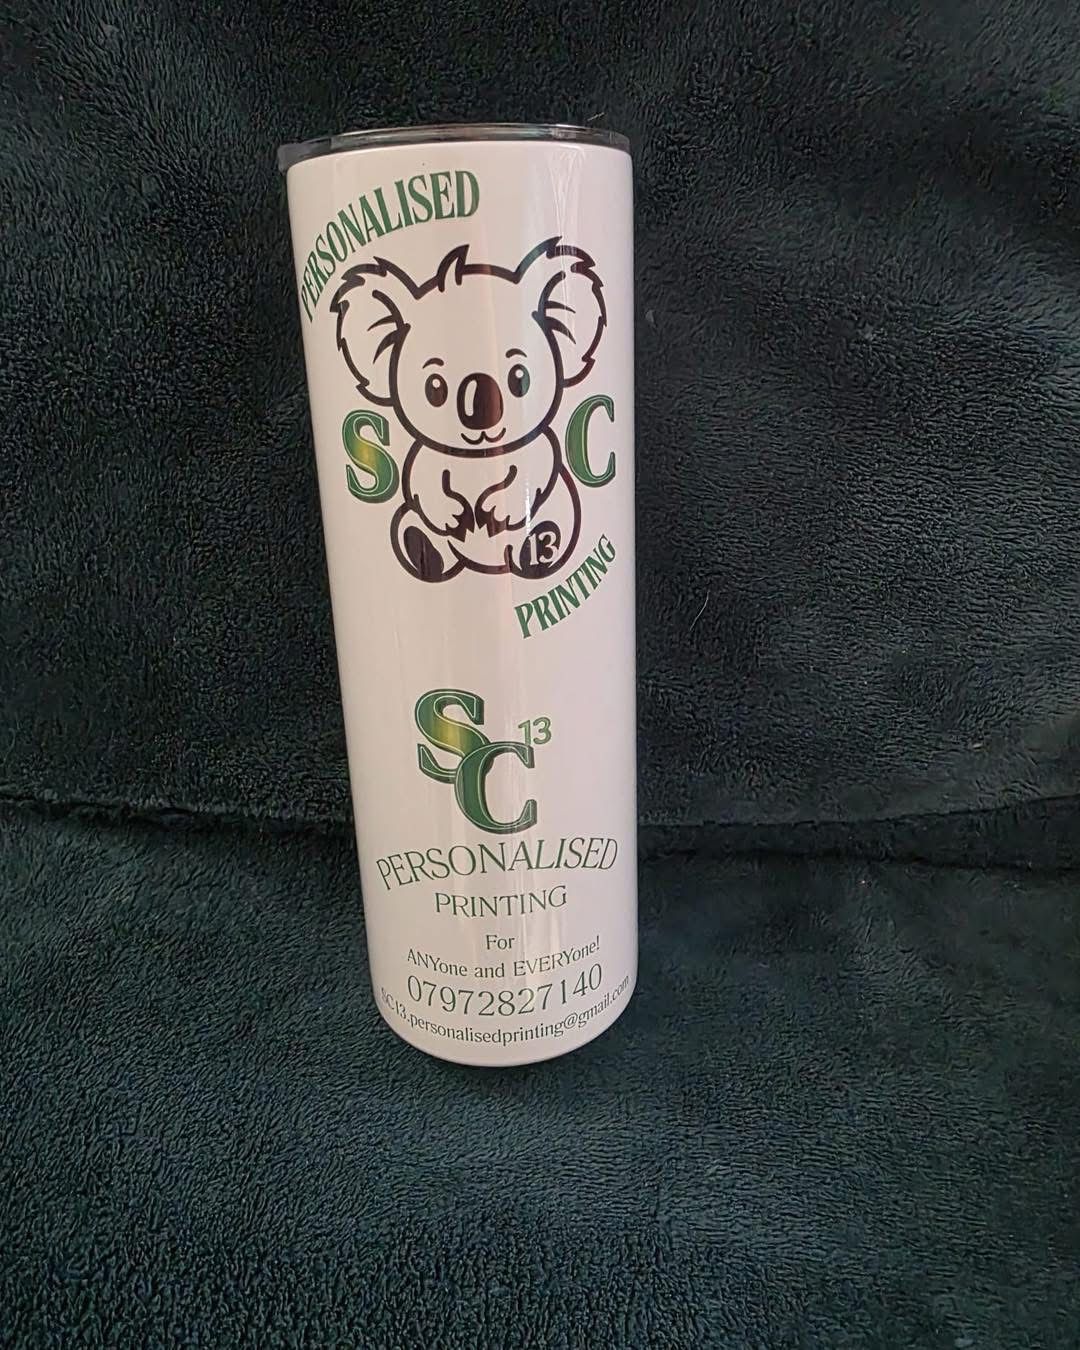 PERSONALISED
S C
13
PRINTING
SC 13
PERSONALISED
PRINTING
For
ANYone and EVERYone!
07972827140
SC13.personalisedprinting@gmail.com